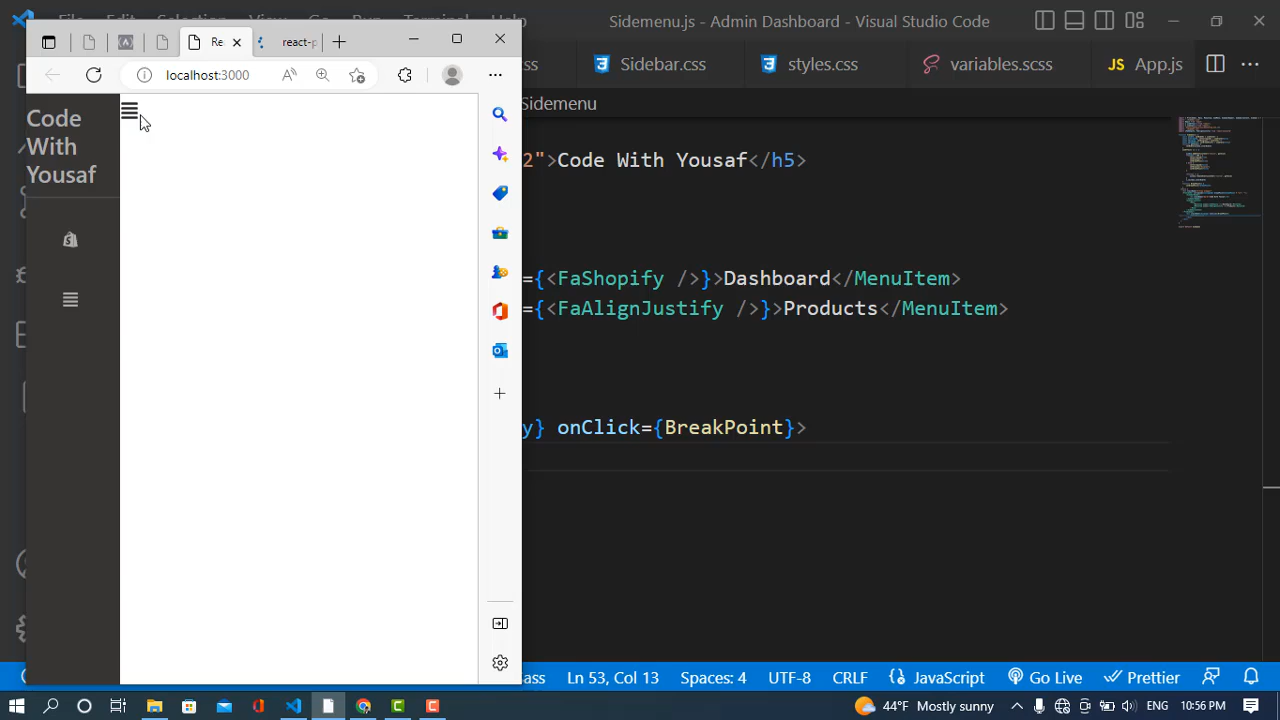 Sidemenu.js - Admin Dashboard - Visual Studio Code
Re
react-p
ss
Sidebar.css
styles.css
variables.scss
JS App.js
localhost:3000
Sidemenu
Code
With
Yousaf
2">Code With Yousaf</h5>
={<FaShopify />}>Dashboard</MenuItem>
={<FaAlignJustify />}>Products</MenuItem>
y} onClick={BreakPoint}>
ass
Ln 53, Col 13
Spaces: 4
UTF-8
CRLF
JavaScript
Go Live
Prettier
44°F Mostly sunny
ENG
10:56 PM